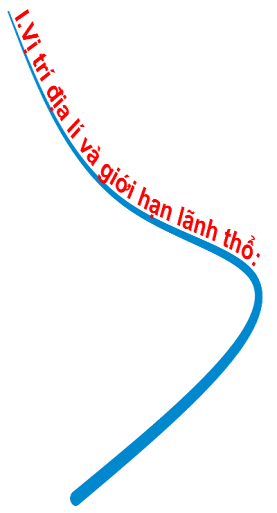 I.Vị trí địa lí và giới hạn lãnh thổ: